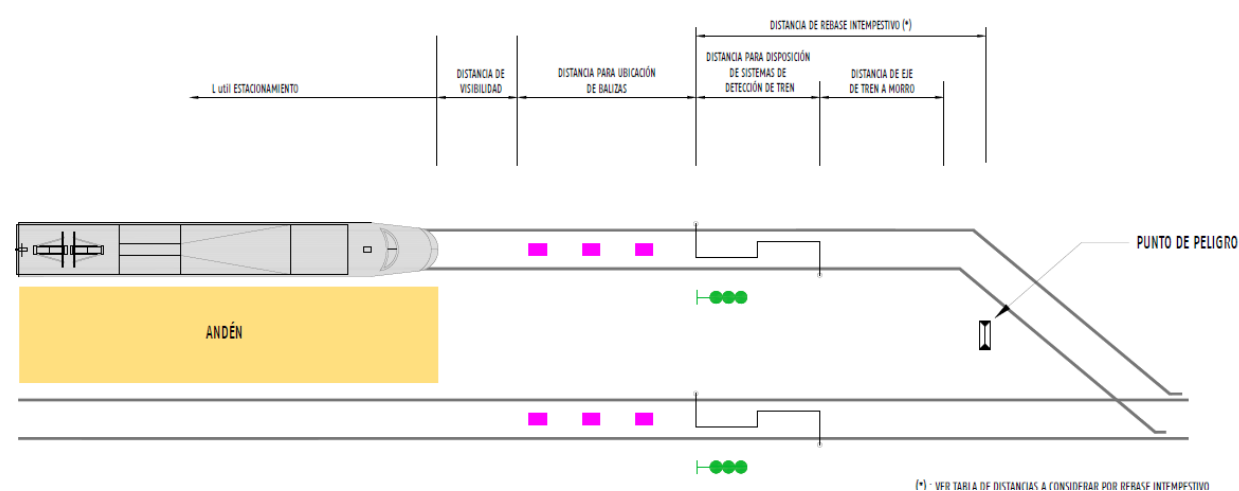 DISTANCIA DE REBASE INTEMPESTIVO (*)
DISTANCIA PARA DISPOSICIÓN
DE SISTEMAS DE
DETECCIÓN DE TREN
DISTANCIA DE
VISIBILIDAD
DISTANCIA PARA UBICACIÓN
DE BALIZAS
DISTANCIA DE EJE
DE TREN A MORRO
L util ESTACIONAMIENTO
PUNTO DE PELIGRO
ANDÉN
(*) : VER TABLA DE DISTANCIAS A CONSIDERAR POR REBASE INTEMPESTIVO